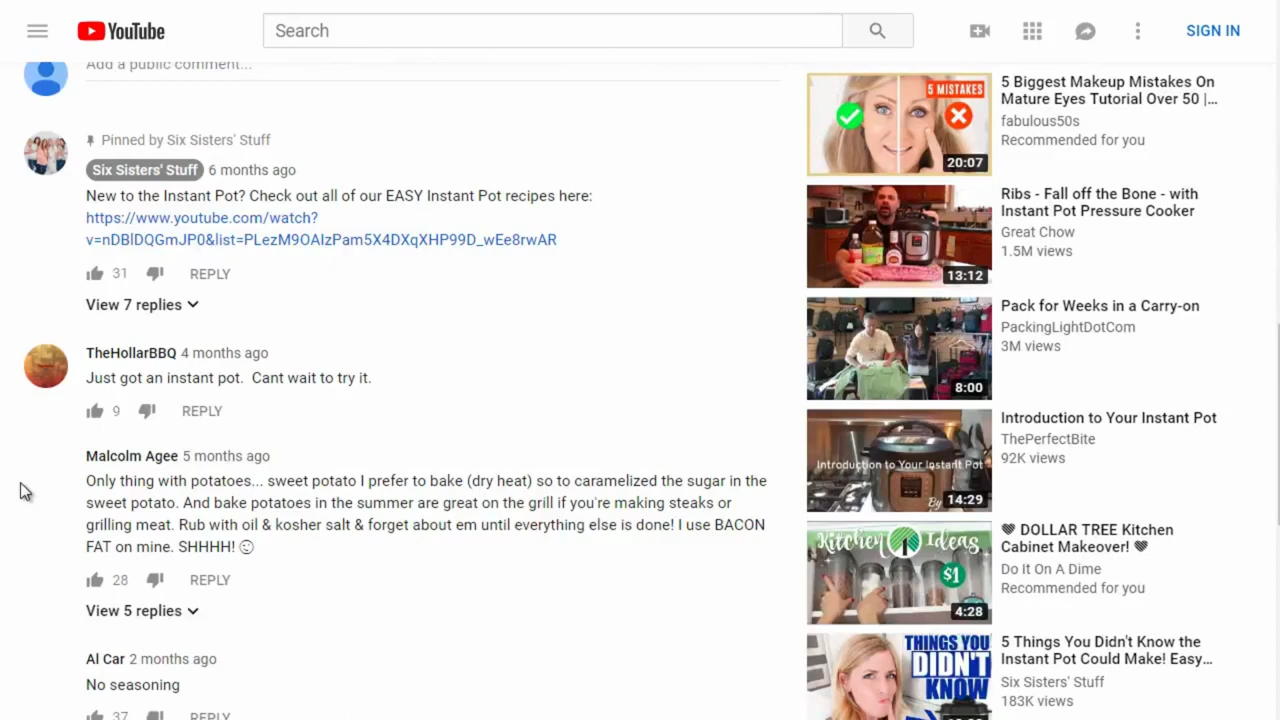 YouTube
Search
SIGN IN
Add a public comment...
Pinned by Six Sisters' Stuff
Six Sisters' Stuff 6 months ago
New to the Instant Pot? Check out all of our EASY Instant Pot recipes here:
https://www.youtube.com/watch?
v=nDBlDQGmJP0&list=PLezM9OAIzPam5X4DXqXHP99D_wEe8rwAR
31 REPLY
View 7 replies
TheHollarBBQ 4 months ago
Just got an instant pot.  Cant wait to try it.
9 REPLY
Malcolm Agee 5 months ago
Only thing with potatoes... sweet potato I prefer to bake (dry heat) so to caramelized the sugar in the
sweet potato. And bake potatoes in the summer are great on the grill if you're making steaks or
grilling meat. Rub with oil & kosher salt & forget about em until everything else is done! I use BACON
FAT on mine. SHHHH!
28 REPLY
View 5 replies
Al Car 2 months ago
No seasoning
37 REPLY
5 MISTAKES
20:07
5 Biggest Makeup Mistakes On
Mature Eyes Tutorial Over 50 |...
fabulous50s
Recommended for you
13:12
Ribs - Fall off the Bone - with
Instant Pot Pressure Cooker
Great Chow
1.5M views
8:00
Pack for Weeks in a Carry-on
PackingLightDotCom
3M views
Introduction to Your Instant Pot
By
14:29
Introduction to Your Instant Pot
ThePerfectBite
92K views
Kitchen Ideas
$1
4:28
DOLLAR TREE Kitchen
Cabinet Makeover!
Do It On A Dime
Recommended for you
THINGS YOU
DIDN'T
KNOW
5 Things You Didn't Know the
Instant Pot Could Make! Easy...
Six Sisters' Stuff
183K views